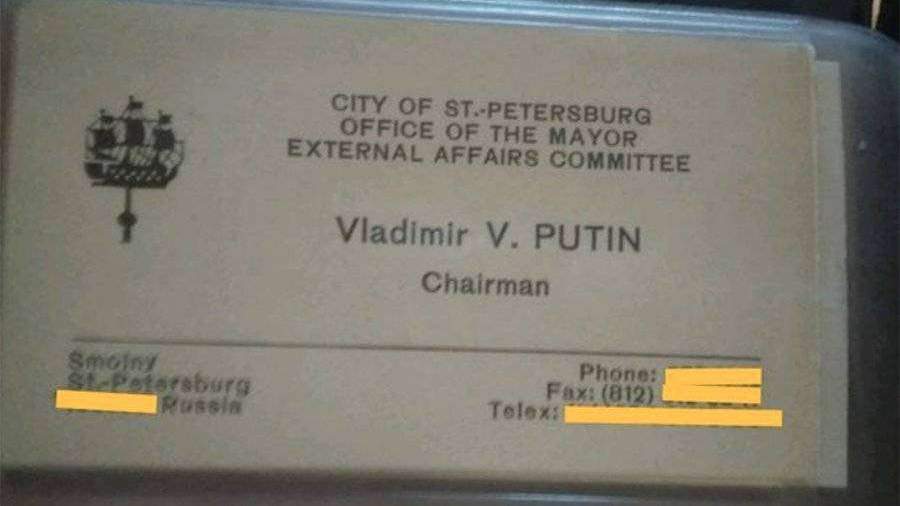 CITY OF ST.-PETERSBURG
OFFICE OF THE MAYOR
EXTERNAL AFFAIRS COMMITTEE
Vladimir V. PUTIN
Chairman
Smolny
St.-Petersburg
Russia
Phone:
Fax: (812)
Telex: